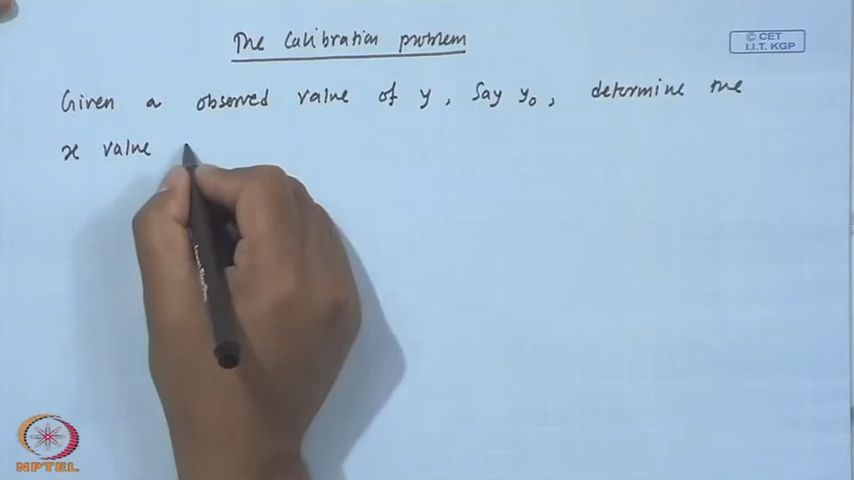 The Calibration problem
© CET
I.I.T. KGP
Given a observed value of y, Say y₀, determine the
x value
NPTEL